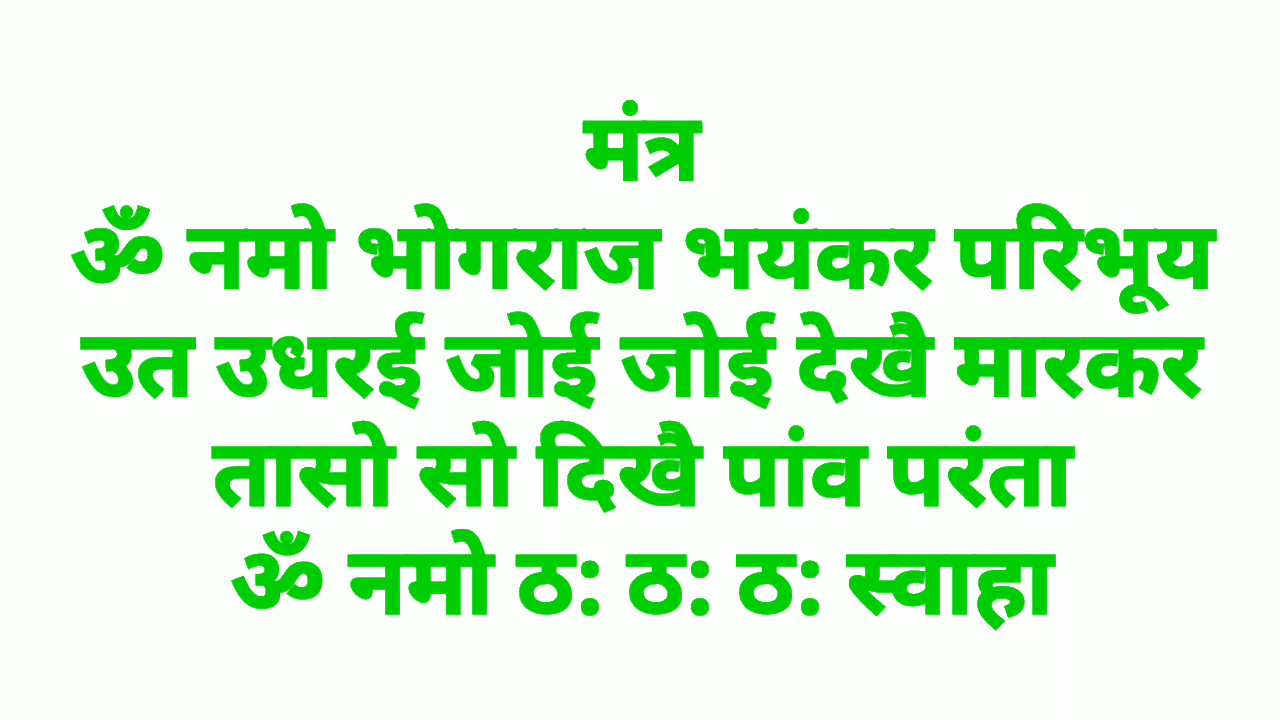 मंत्र
ॐ नमो भोगराज भयंकर परिभूय
उत उधरई जोई जोई देखै मारकर
तासो सो दिखै पांव परंता
ॐ नमो ठ: ठ: ठ: स्वाहा